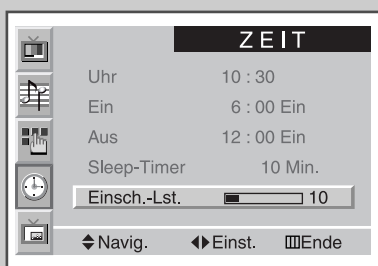 ZEIT
Uhr 10 : 30
Ein 6 : 00 Ein
Aus 12 : 00 Ein
Sleep-Timer 10 Min.
Einsch.-Lst. 10
Navig. Einst. Ende